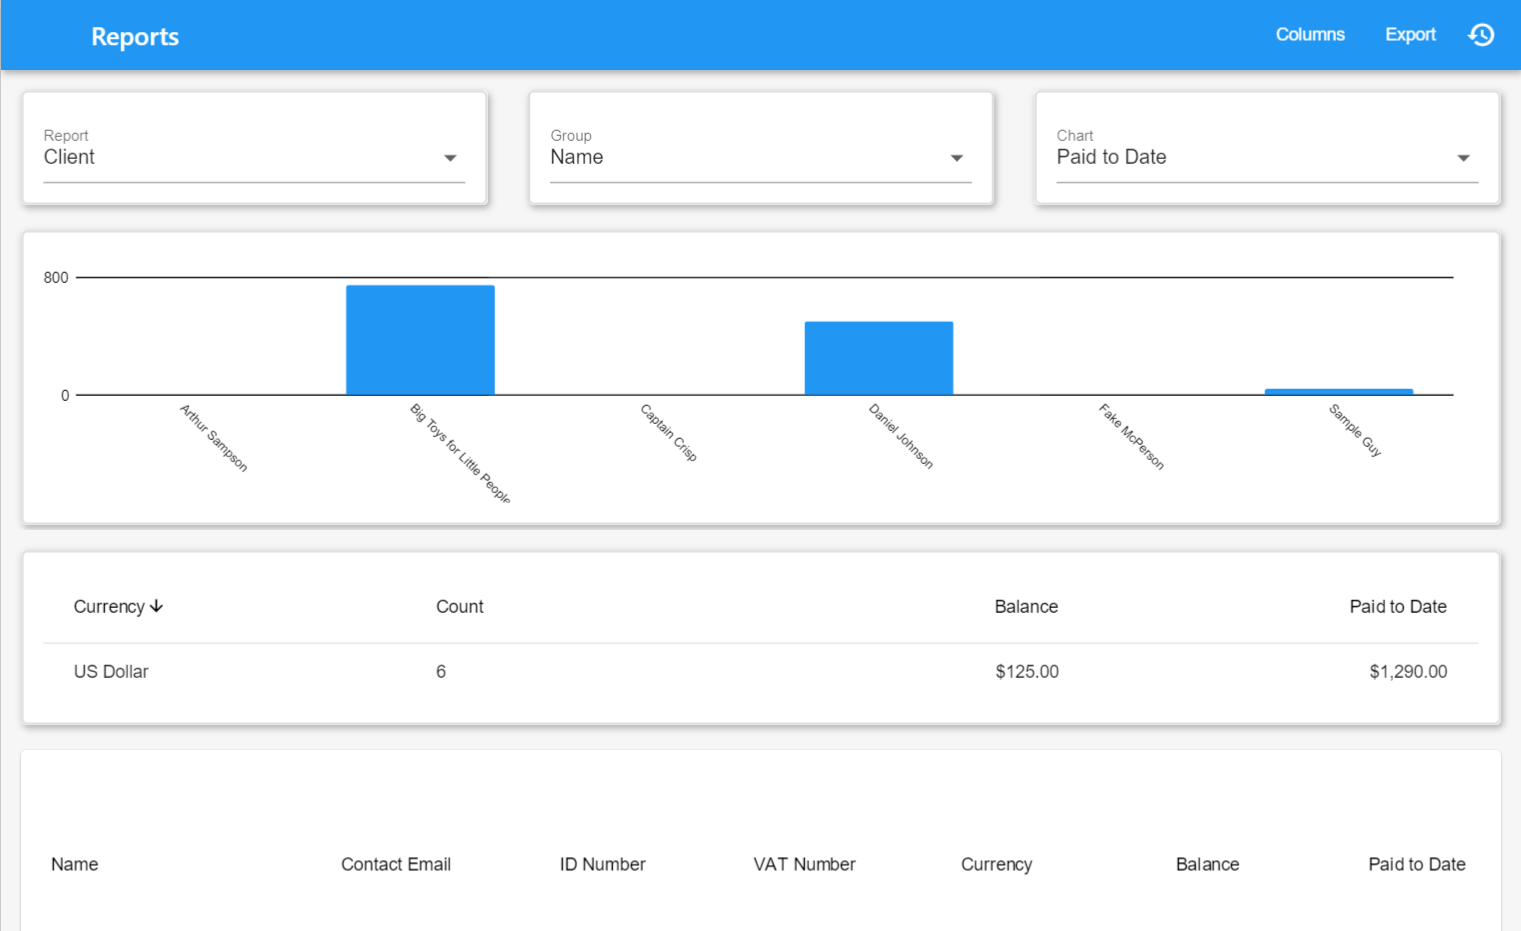 Reports
Columns
Export
Report
Client
Group
Name
Chart
Paid to Date
800
0
Arthur Sampson
Big Toys for Little People
Captain Crisp
Daniel Johnson
Fake McPerson
Sample Guy
Currency Count Balance Paid to Date
US Dollar 6 $125.00 $1,290.00
Name Contact Email ID Number VAT Number Currency Balance Paid to Date